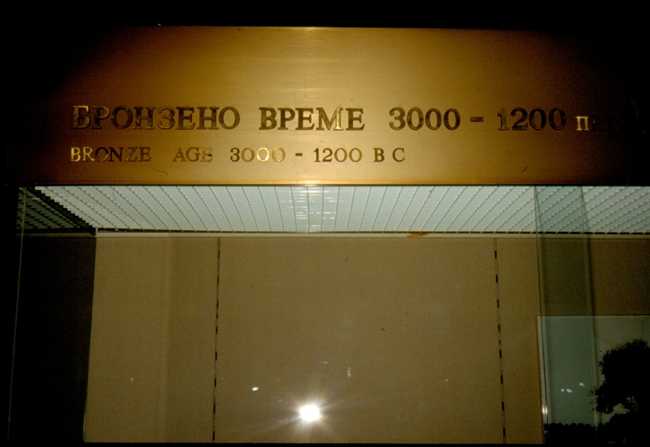 БРОНЗЕНО ВРЕМЕ 3000 - 1200
BRONZE AGE 3000 - 1200 B C